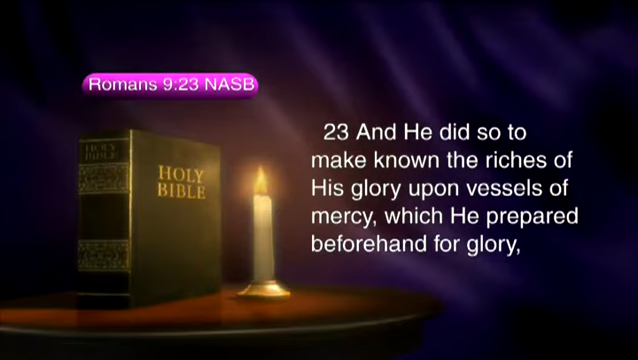 Romans 9:23 NASB
HOLY
BIBLE
HOLY
BIBLE
23 And He did so to
make known the riches of
His glory upon vessels of
mercy, which He prepared
beforehand for glory,